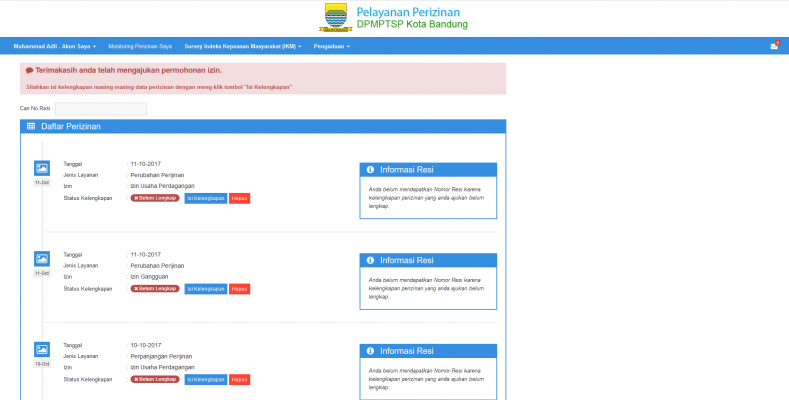 Pelayanan Perizinan
DPMPTSP Kota Bandung
Muhammad Adli - Akun Saya Monitoring Perizinan Saya Survey Indeks Kepuasan Masyarakat (IKM) Pengaduan
Terimakasih anda telah mengajukan permohonan izin.
Silahkan isi kelengkapan masing-masing data perizinan dengan meng klik tombol "Isi Kelengkapan"
Cari No Resi
Daftar Perizinan
11-Oct
Tanggal : 11-10-2017
Jenis Layanan : Perubahan Perijinan
Izin : Izin Usaha Perdagangan
Status Kelengkapan : Belum Lengkap Isi Kelengkapan Hapus
Informasi Resi
Anda belum mendapatkan Nomor Resi karena
kelengkapan perizinan yang anda ajukan belum
lengkap.
11-Oct
Tanggal : 11-10-2017
Jenis Layanan : Perubahan Perijinan
Izin : Izin Gangguan
Status Kelengkapan : Belum Lengkap Isi Kelengkapan Hapus
Informasi Resi
Anda belum mendapatkan Nomor Resi karena
kelengkapan perizinan yang anda ajukan belum
lengkap.
10-Oct
Tanggal : 10-10-2017
Jenis Layanan : Perpanjangan Perijinan
Izin : Izin Usaha Perdagangan
Status Kelengkapan : Belum Lengkap Isi Kelengkapan Hapus
Informasi Resi
Anda belum mendapatkan Nomor Resi karena
kelengkapan perizinan yang anda ajukan belum
lengkap.